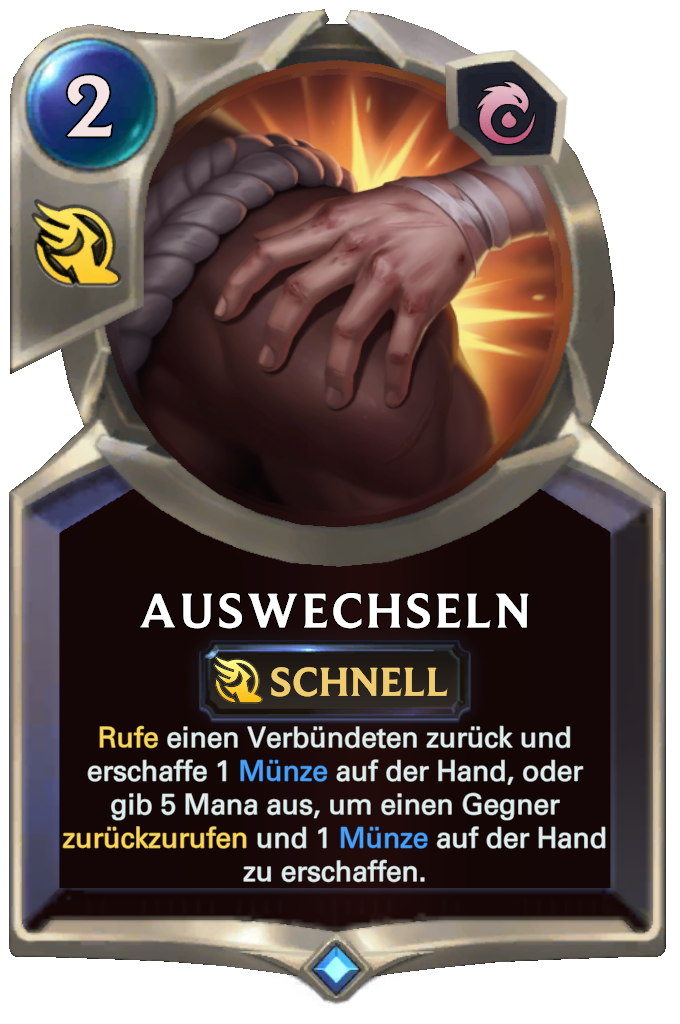 2
AUSWECHSELN
SCHNELL
Rufe einen Verbündeten zurück und
erschaffe 1 Münze auf der Hand, oder
gib 5 Mana aus, um einen Gegner
zurückzurufen und 1 Münze auf der Hand
zu erschaffen.